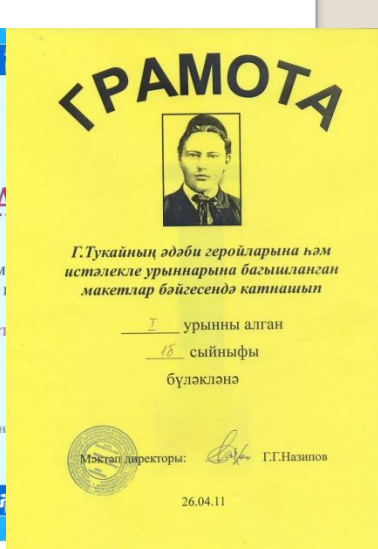 ГРАМОТА
Г.Тукайның әдәби геройларына һәм
истәлекле урыннарына багышланган
макетлар бәйгесендә катнашып
I урынны алган
1б сыйныфы
бүләкләнә
Мәктәп директоры: Г.Г.Назипов
26.04.11